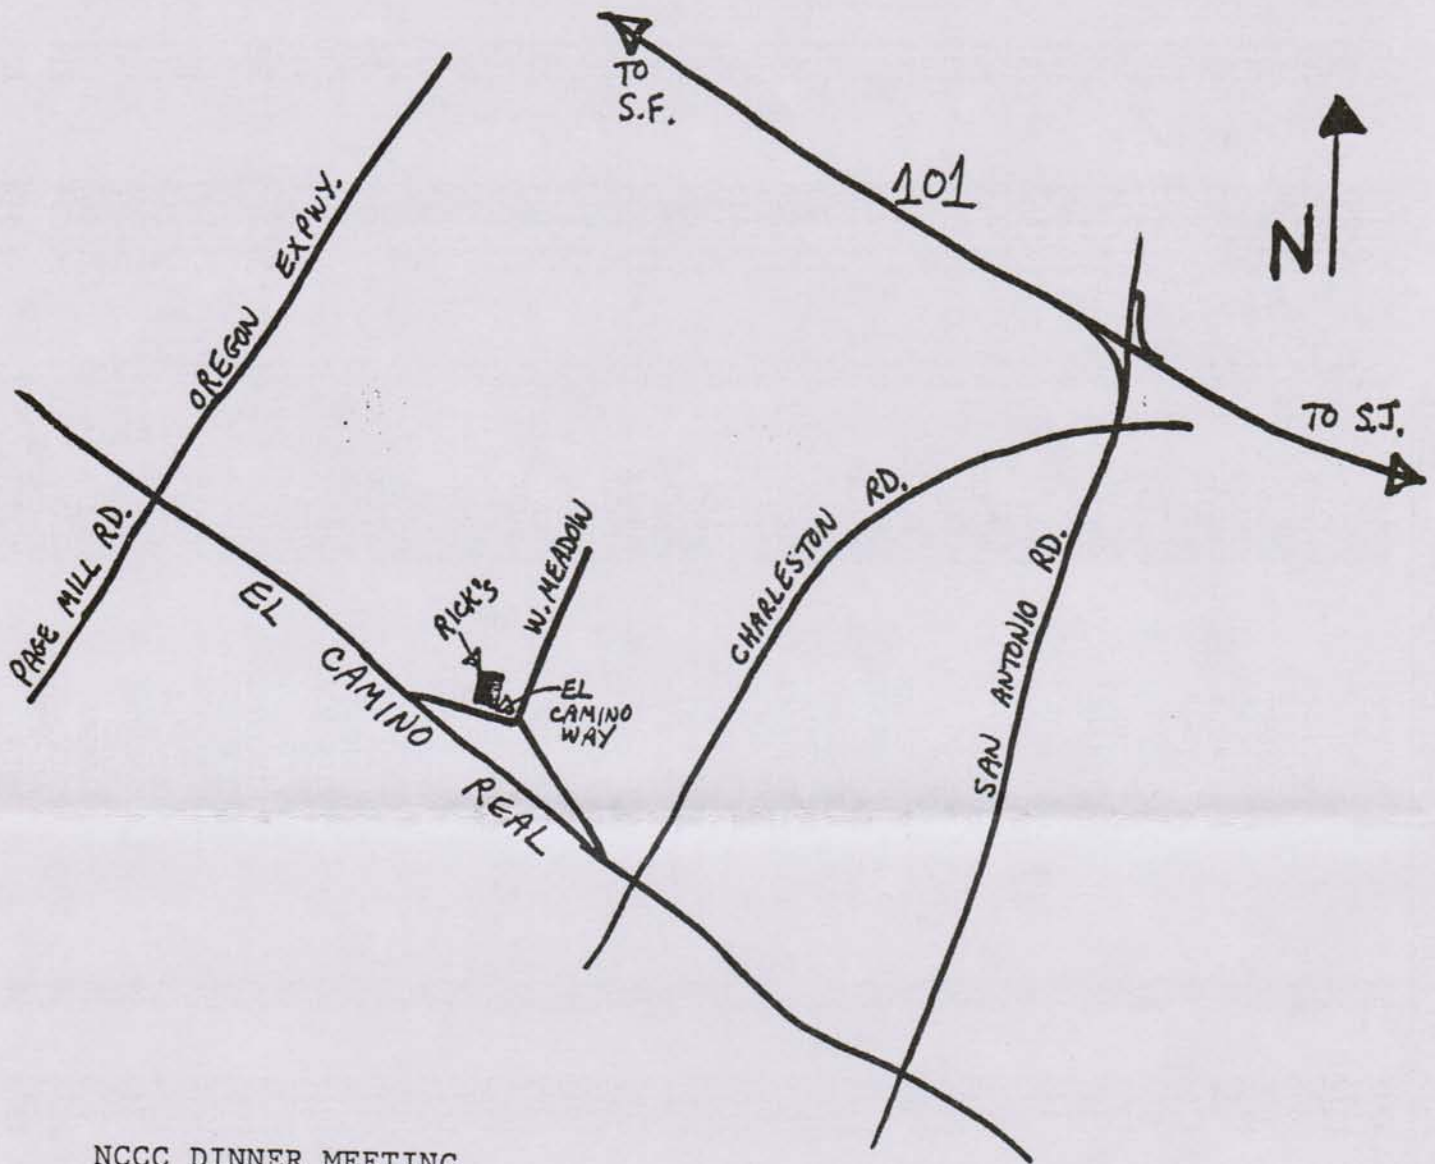 TO
S.F.
101
N
OREGON EXPWY.
TO S.J.
PAGE MILL RD.
EL CAMINO REAL
RICK's
W. MEADOW
EL
CAMINO
WAY
CHARLESTON RD.
SAN ANTONIO RD.
NCCC DINNER MEETING